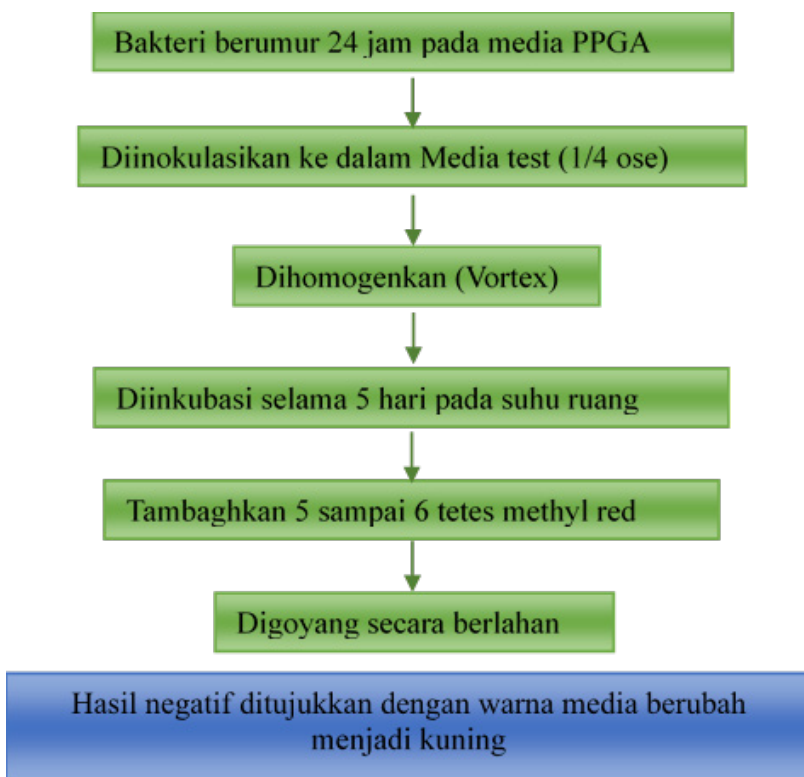 Bakteri berumur 24 jam pada media PPGA
Diinokulasikan ke dalam Media test (1/4 ose)
Dihomogenkan (Vortex)
Diinkubasi selama 5 hari pada suhu ruang
Tambaghkan 5 sampai 6 tetes methyl red
Digoyang secara berlahan
Hasil negatif ditujukkan dengan warna media berubah
menjadi kuning